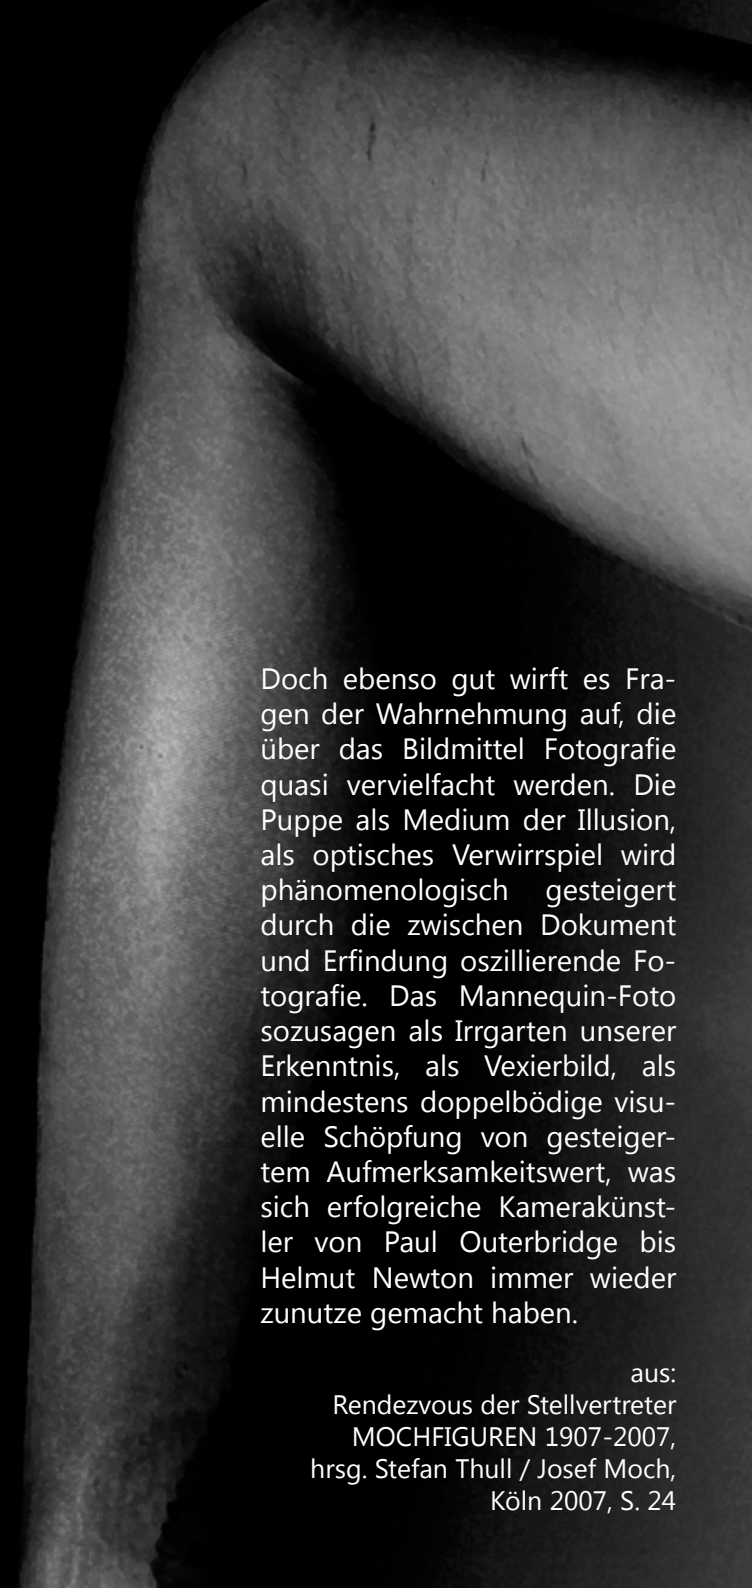 Doch ebenso gut wirft es Fra-
gen der Wahrnehmung auf, die
über das Bildmittel Fotografie
quasi vervielfacht werden. Die
Puppe als Medium der Illusion,
als optisches Verwirrspiel wird
phänomenologisch gesteigert
durch die zwischen Dokument
und Erfindung oszillierende Fo-
tografie. Das Mannequin-Foto
sozusagen als Irrgarten unserer
Erkenntnis, als Vexierbild, als
mindestens doppelbödige visu-
elle Schöpfung von gesteiger-
tem Aufmerksamkeitswert, was
sich erfolgreiche Kamerakünst-
ler von Paul Outerbridge bis
Helmut Newton immer wieder
zunutze gemacht haben.
aus:
Rendezvous der Stellvertreter
MOCHFIGUREN 1907-2007,
hrsg. Stefan Thull / Josef Moch,
Köln 2007, S. 24